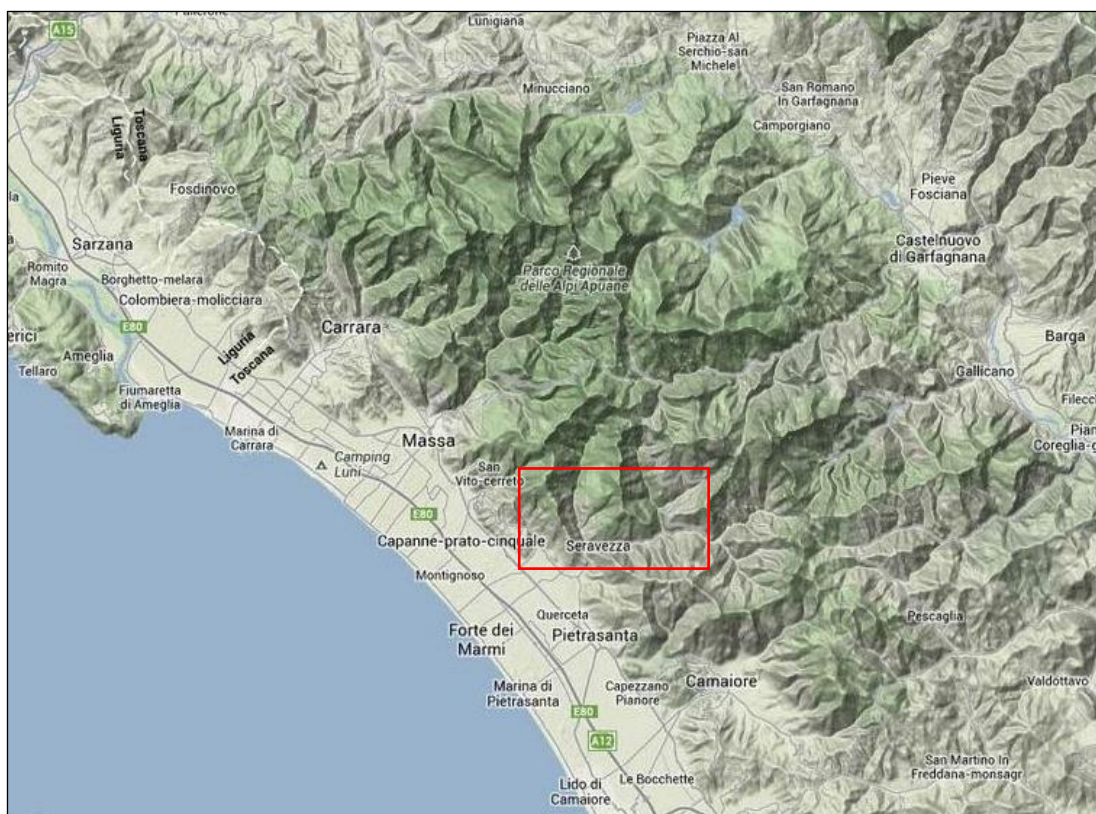 Lunigiana
A15
Piazza Al
Serchio-san
Michele
Minucciano
San Romano
In Garfagnana
Camporgiano
Toscana
Liguria
Fosdinovo
Pieve
Fosciana
Sarzana
Castelnuovo
di Garfagnana
Romito
Magra
Borghetto-melara
Colombiera-molicciara
Parco Regionale
delle Alpi Apuane
E80
Carrara
erici
Ameglia
Tellaro
Liguria
Toscana
Barga
Gallicano
Fiumaretta
di Ameglia
Filecch
Marina di
Carrara
Massa
Pian
Coreglia-
Camping
Luni
San
Vito-cerreto
E80
Capanne-prato-cinquale
Seravezza
Montignoso
Querceta
Pescaglia
Forte dei
Marmi
Pietrasanta
Camaiore
Valdottavo
Marina di
Pietrasanta
Capezzano
Pianore
E80
A12
San Martino In
Freddana-monsagr
Le Bocchette
Lido di
Camaiore